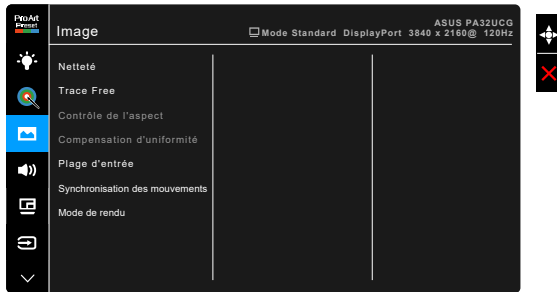 ProArt
Preset
Image
ASUS PA32UCG
Mode Standard DisplayPort 3840 x 2160@ 120Hz
Netteté
Trace Free
Contrôle de l'aspect
Compensation d'uniformité
Plage d'entrée
Synchronisation des mouvements
Mode de rendu